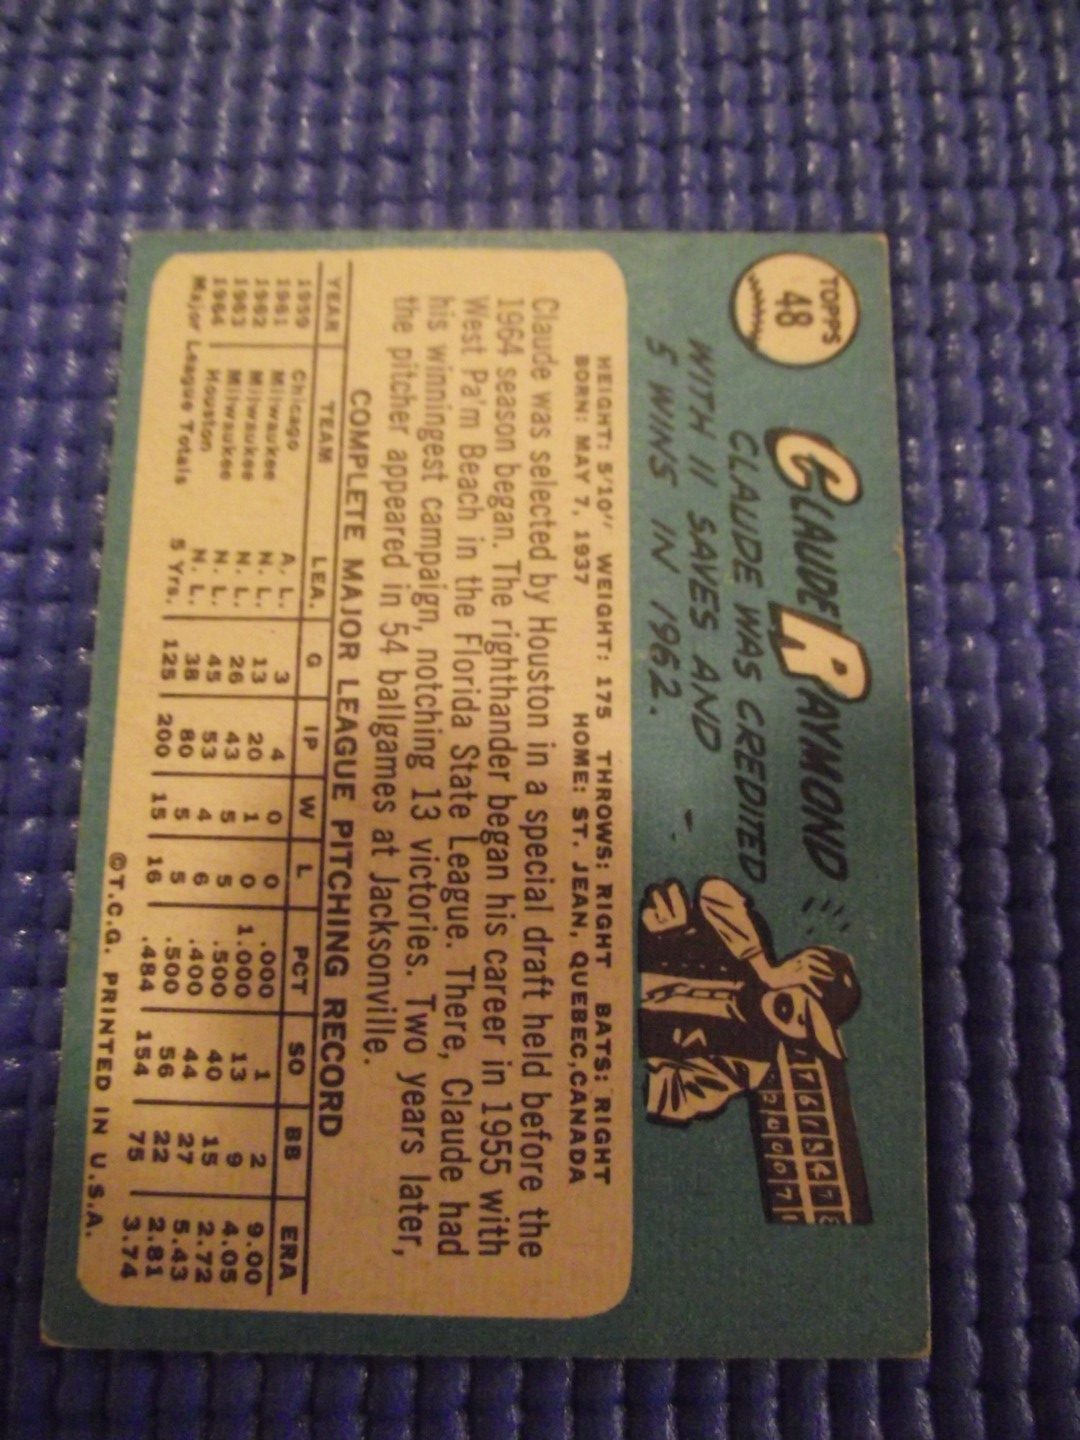 TOPPS
48
CLAUDE RAYMOND
CLAUDE WAS CREDITED
WITH 11 SAVES AND
5 WINS IN 1962.
HEIGHT: 5'10" WEIGHT: 175 THROWS: RIGHT BATS: RIGHT
BORN: MAY 7, 1937 HOME: ST. JEAN, QUEBEC, CANADA
Claude was selected by Houston in a special draft held before the
1964 season began. The righthander began his career in 1955 with
West Pa'm Beach in the Florida State League. There, Claude had
his winningest campaign, notching 13 victories. Two years later,
the pitcher appeared in 54 ballgames at Jacksonville.
COMPLETE MAJOR LEAGUE PITCHING RECORD
YEAR TEAM LEA. G IP W L PCT SO BB ERA
1959 Chicago A. L. 3 4 0 0 .000 1 2 9.00
1961 Milwaukee N. L. 13 20 1 0 1.000 13 9 4.05
1962 Milwaukee N. L. 26 43 5 5 .500 40 15 2.72
1963 Milwaukee N. L. 45 53 4 6 .400 44 27 5.43
1964 Houston N. L. 38 80 5 5 .500 56 22 2.81
Major League Totals 5 Yrs. 125 200 15 16 .484 154 75 3.74
©T.C.G. PRINTED IN U.S.A.